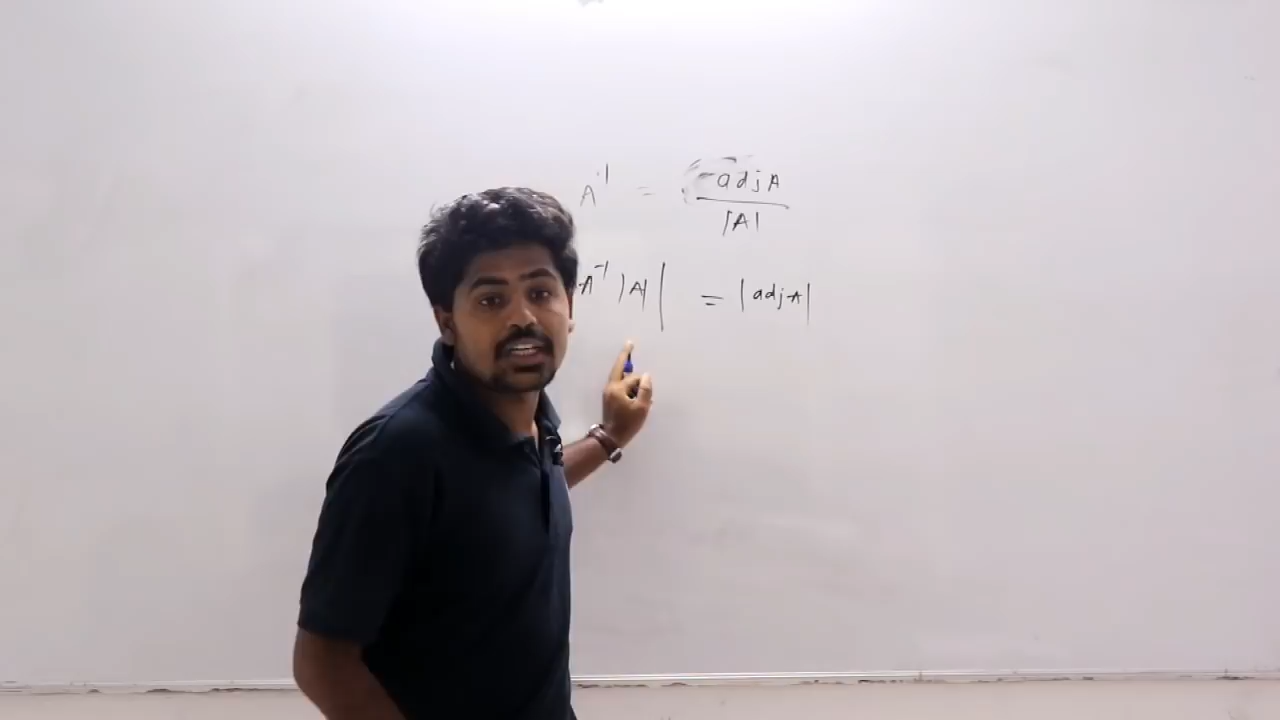 A⁻¹ = adj A
|A|
A⁻¹ |A| | = |adj A|